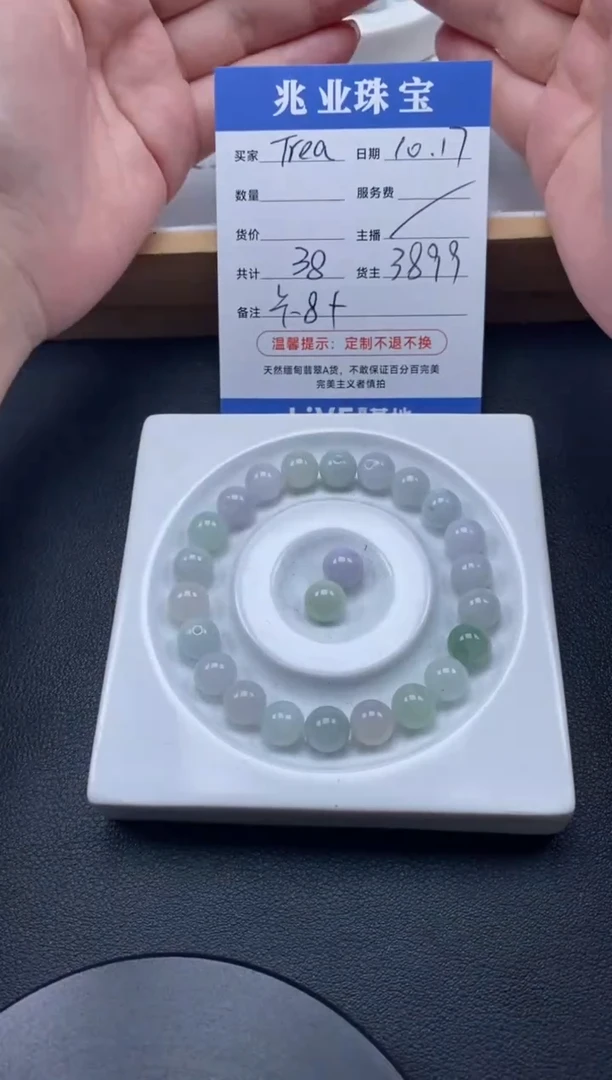 兆业珠宝
买家 Trea 日期 10.17
数量 服务费
货价 主播
共计 38 货主 3899
备注 8+
温馨提示：定制不退不换
天然缅甸翡翠A货，不敢保证百分百完美
完美主义者慎拍
LiVE